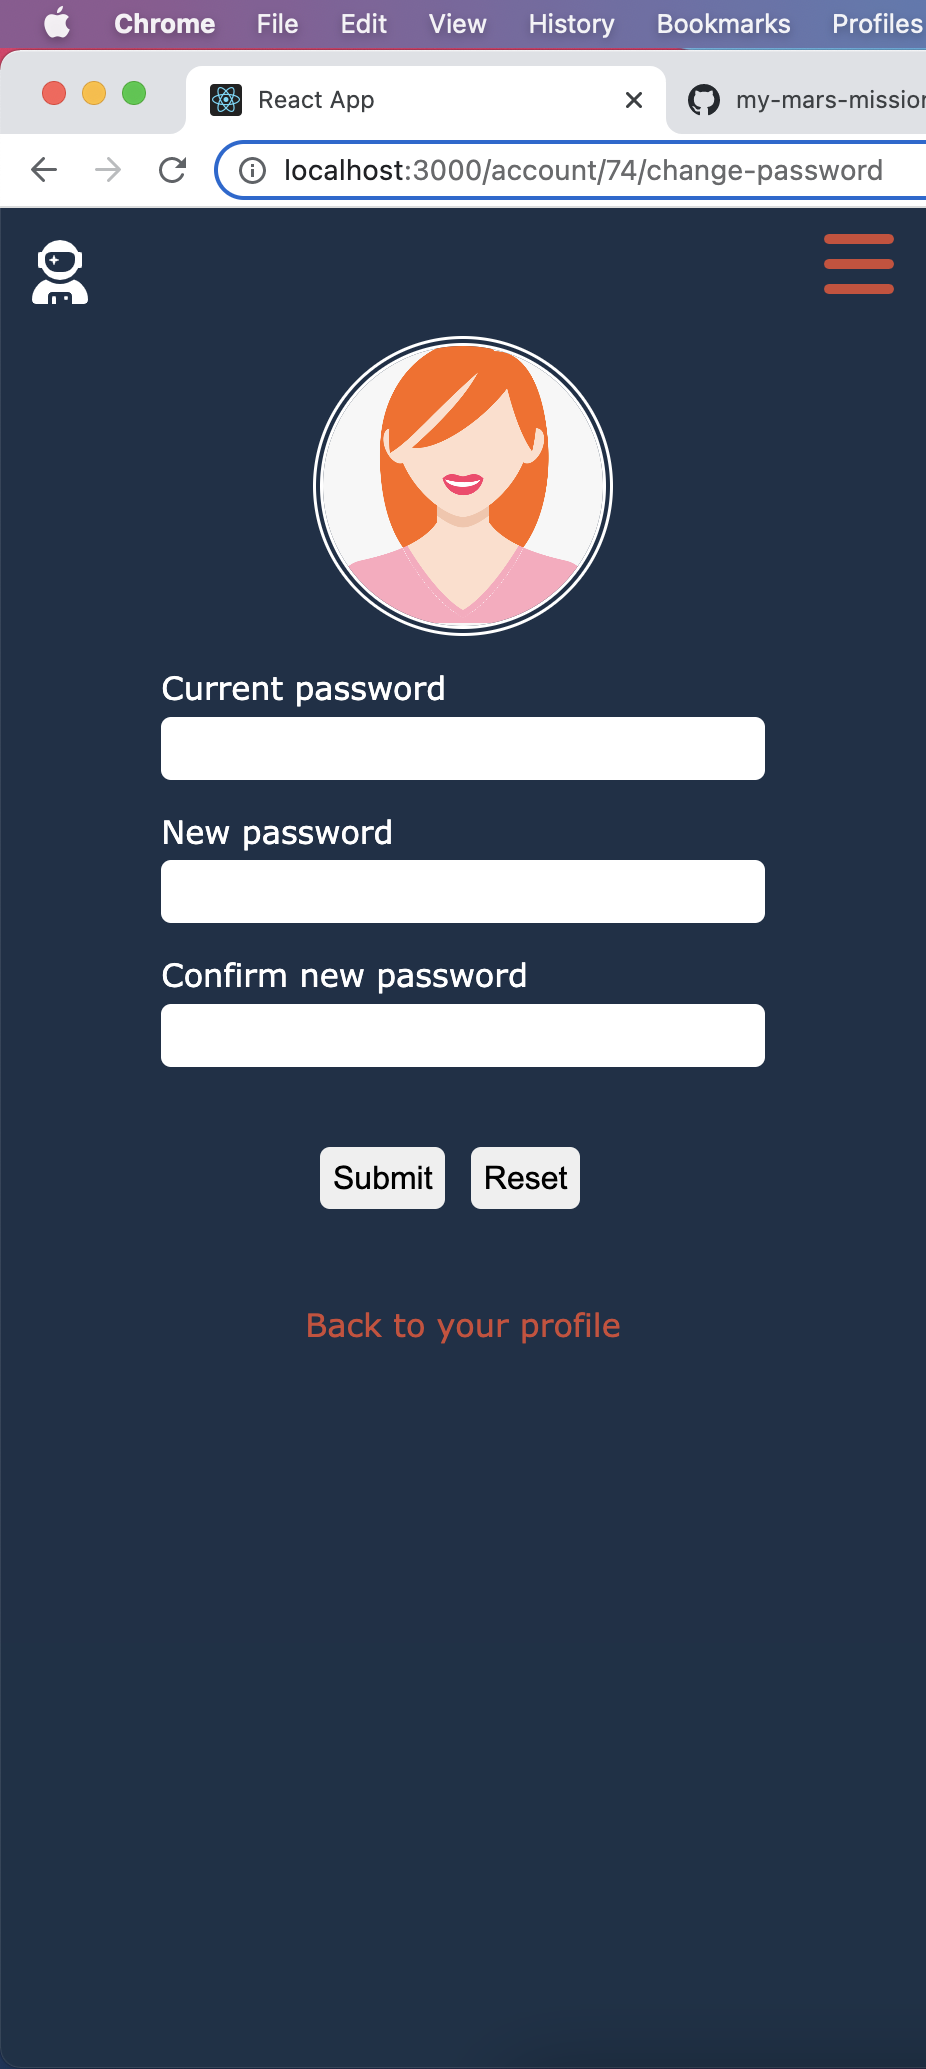 Chrome File Edit View History Bookmarks Profiles
React App my-mars-mission
localhost:3000/account/74/change-password
Current password
New password
Confirm new password
Submit Reset
Back to your profile